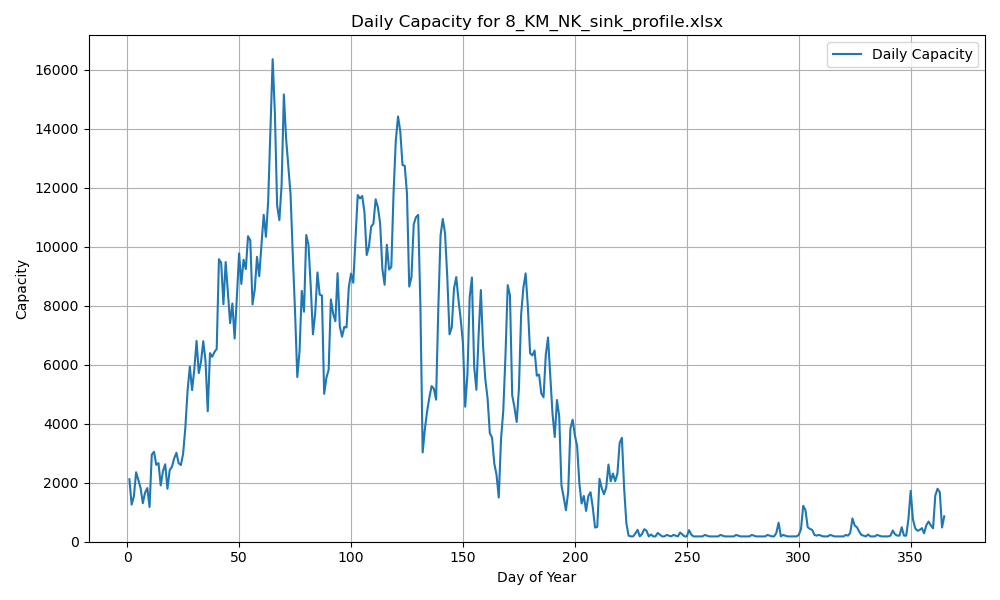 Daily Capacity for 8_KM_NK_sink_profile.xlsx
Daily Capacity
Capacity
16000
14000
12000
10000
8000
6000
4000
2000
0
0 50 100 150 200 250 300 350
Day of Year